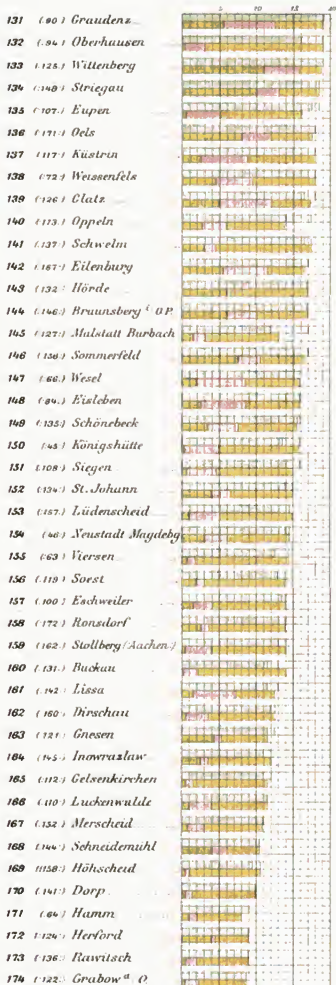 5 10 15 20
131 (90.) Graudenz
132 (94.) Oberhausen
133 (125.) Wittenberg
134 (148.) Striegau
135 (107.) Eupen
136 (171.) Oels
137 (117.) Küstrin
138 (72.) Weissenfels
139 (126.) Glatz
140 (173.) Oppeln
141 (137.) Schwelm
142 (167.) Eilenburg
143 (132.) Hörde
144 (146.) Braunsberg i. O.P.
145 (127.) Malstatt Burbach
146 Sommerfeld
147 (66.) Wesel
148 (84.) Eisleben
149 (135.) Schönebeck
150 (45.) Königshütte
151 (108.) Siegen
152 (134.) St. Johann
153 (157.) Lüdenscheid
154 (46.) Neustadt Magdebg
155 (63.) Viersen
156 (119.) Soest
157 (100.) Eschweiler
158 (172.) Ronsdorf
159 (162.) Stollberg (Aachen.)
160 (131.) Buckau
161 (142.) Lissa
162 (160.) Dirschau
163 (121.) Gnesen
164 (145.) Inowrazlaw
165 (112.) Gelsenkirchen
166 (110.) Luckenwalde
167 (152.) Merscheid
168 (144.) Schneidemühl
169 (158.) Höhscheid
170 (141.) Dorp
171 (64.) Hamm
172 (124.) Herford
173 (136.) Rawitsch
174 (122.) Grabow a. O.